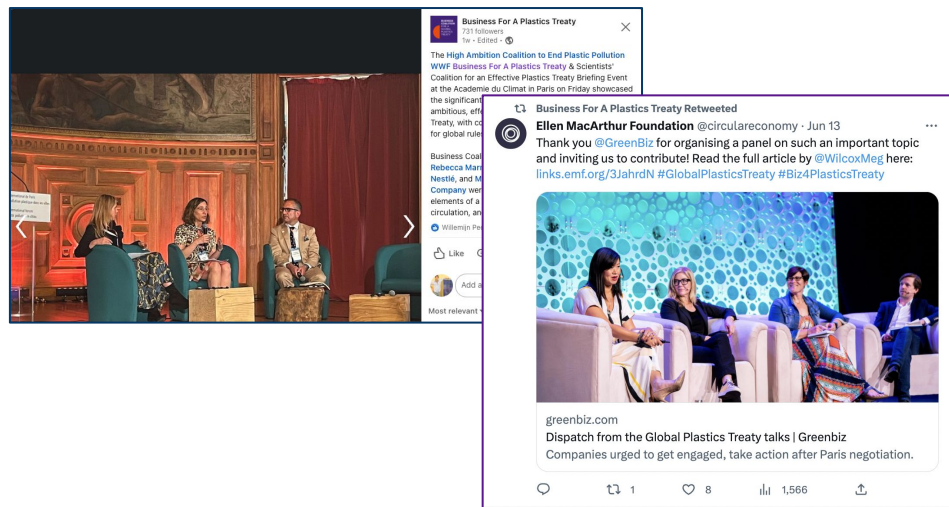 Business For A Plastics Treaty
731 followers
1w • Edited •
The High Ambition Coalition to End Plastic Pollution
WWF Business For A Plastics Treaty & Scientists'
Coalition for an Effective Plastics Treaty Briefing Event
at the Academie du Climat in Paris on Friday showcased
the significant
ambitious, effe
Treaty, with co
for global rule
Business Coal
Rebecca Mar
Nestlé, and M
Company wer
elements of a
circulation, an
Willemijn Pe
Like
Add a
Most relevant
Business For A Plastics Treaty Retweeted
Ellen MacArthur Foundation @circulareconomy · Jun 13
Thank you @GreenBiz for organising a panel on such an important topic
and inviting us to contribute! Read the full article by @WilcoxMeg here:
links.emf.org/3JahrdN #GlobalPlasticsTreaty #Biz4PlasticsTreaty
greenbiz.com
Dispatch from the Global Plastics Treaty talks | Greenbiz
Companies urged to get engaged, take action after Paris negotiation.
1 8 1,566